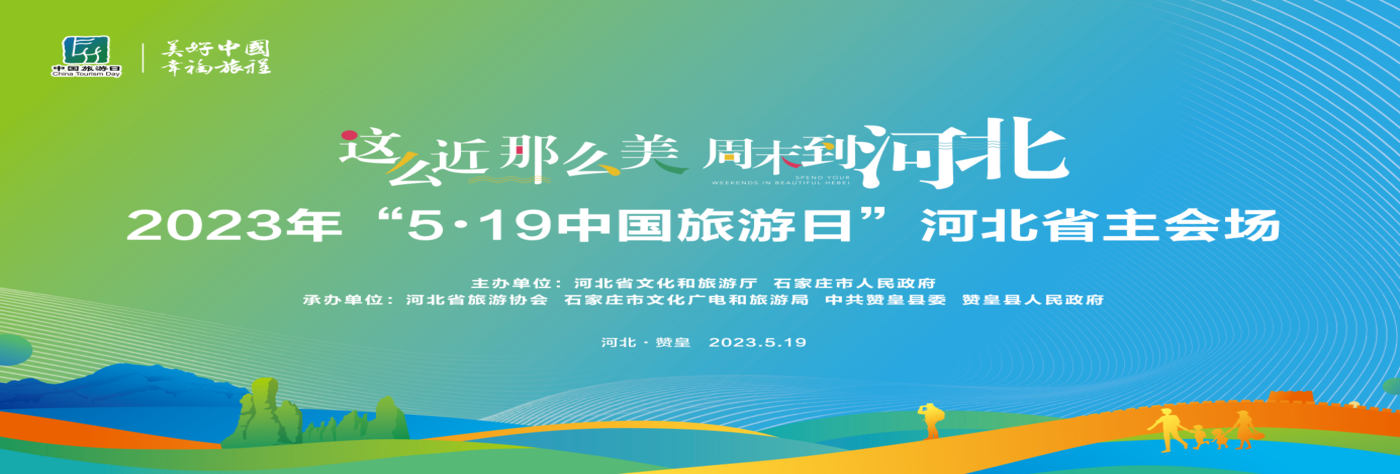 中国旅游日
China Tourism Day
美好中國
幸福旅程
这么近 那么美 周末到河北
SPEND YOUR
WEEKENDS IN BEAUTIFUL HEBEI
2023年“5·19中国旅游日”河北省主会场
主办单位：河北省文化和旅游厅 石家庄市人民政府
承办单位：河北省旅游协会 石家庄市文化广电和旅游局 中共赞皇县委 赞皇县人民政府
河北·赞皇 2023.5.19